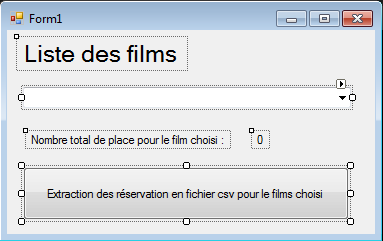 Form1
Liste des films
Nombre total de place pour le film choisi :
0
Extraction des réservation en fichier csv pour le films choisi